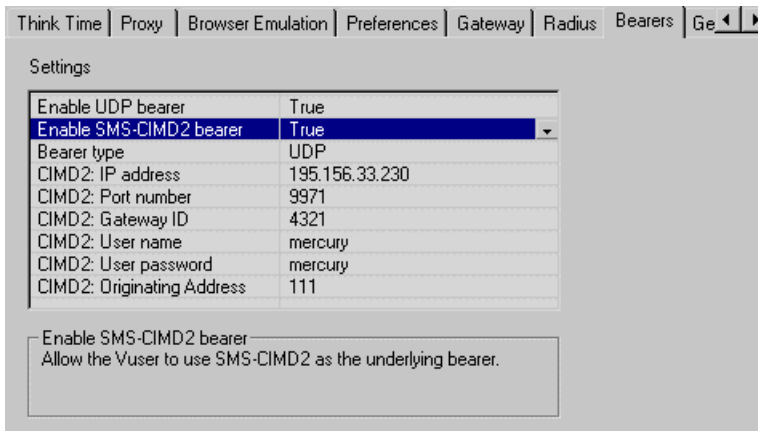 Think Time Proxy Browser Emulation Preferences Gateway Radius Bearers Ge
Settings
Enable UDP bearer True
Enable SMS-CIMD2 bearer True
Bearer type UDP
CIMD2: IP address 195.156.33.230
CIMD2: Port number 9971
CIMD2: Gateway ID 4321
CIMD2: User name mercury
CIMD2: User password mercury
CIMD2: Originating Address 111
Enable SMS-CIMD2 bearer
Allow the Vuser to use SMS-CIMD2 as the underlying bearer.